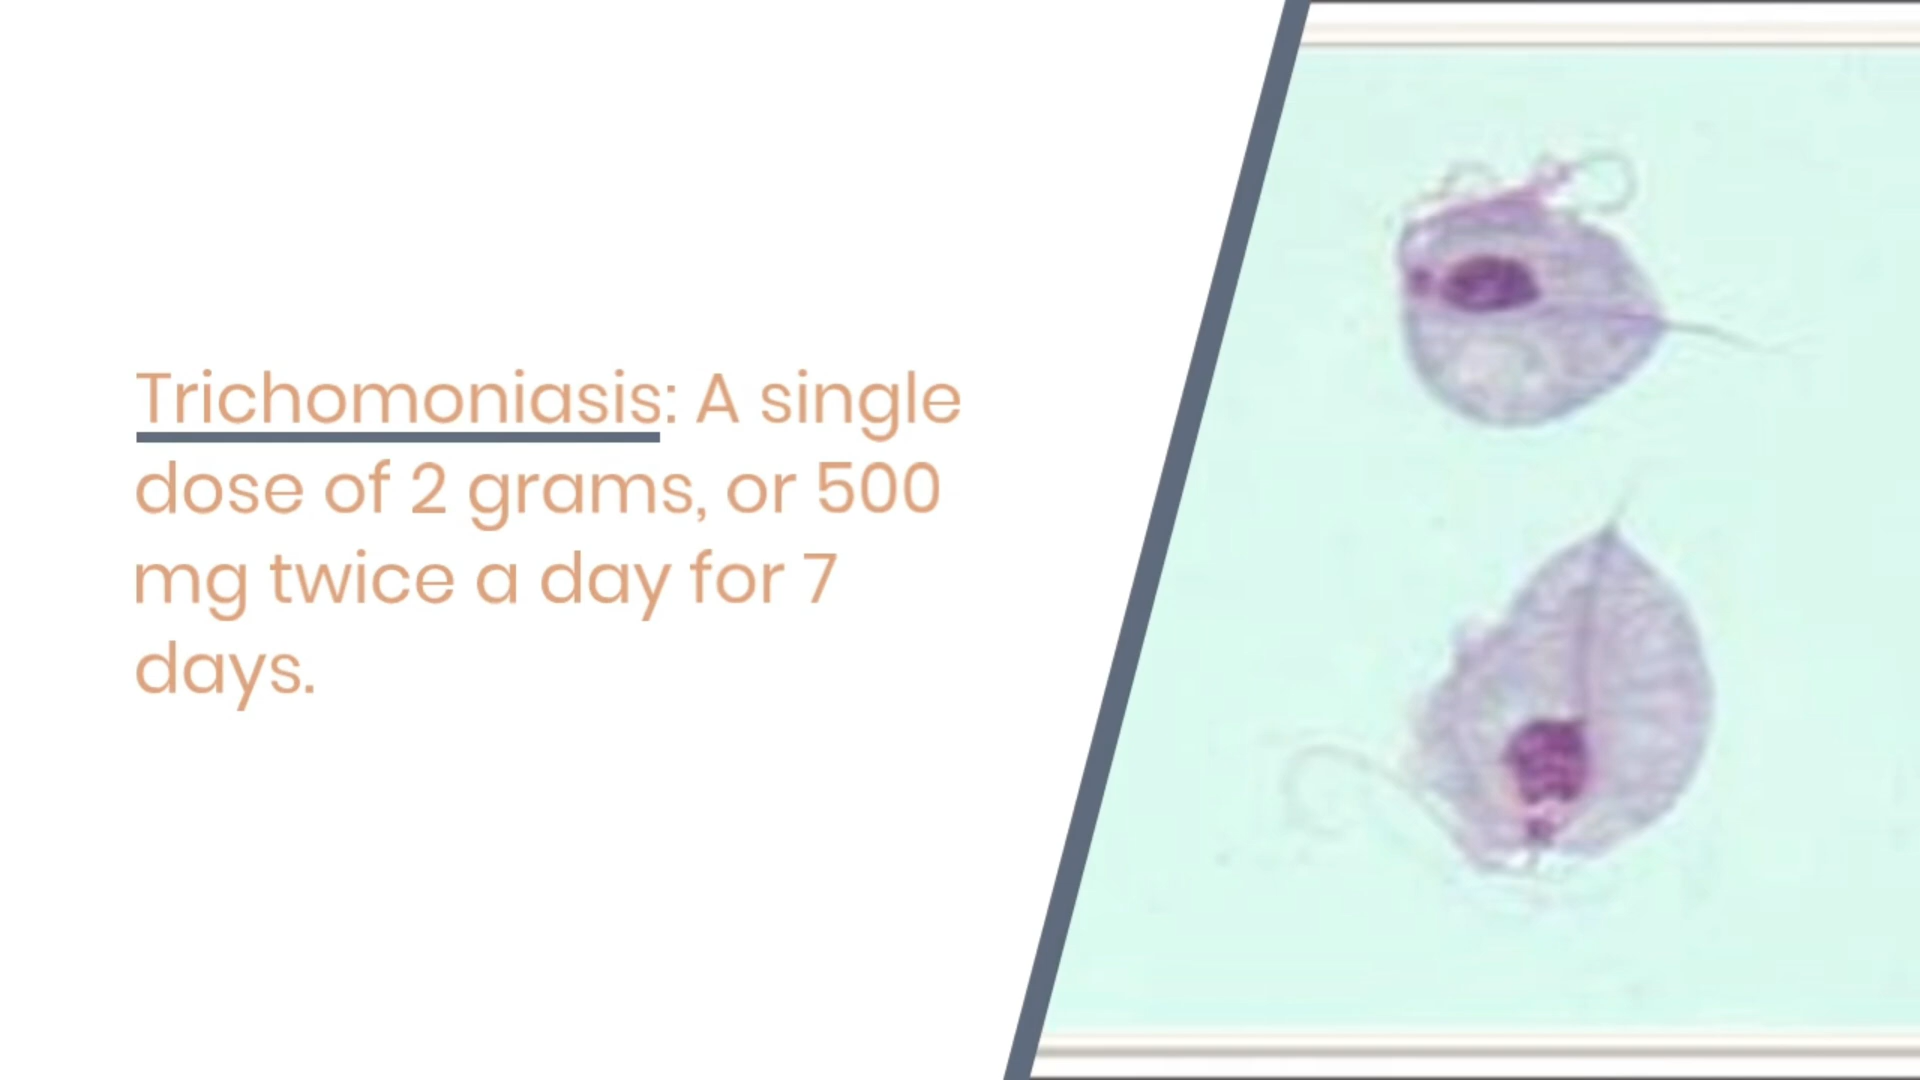 Trichomoniasis: A single
dose of 2 grams, or 500
mg twice a day for 7
days.